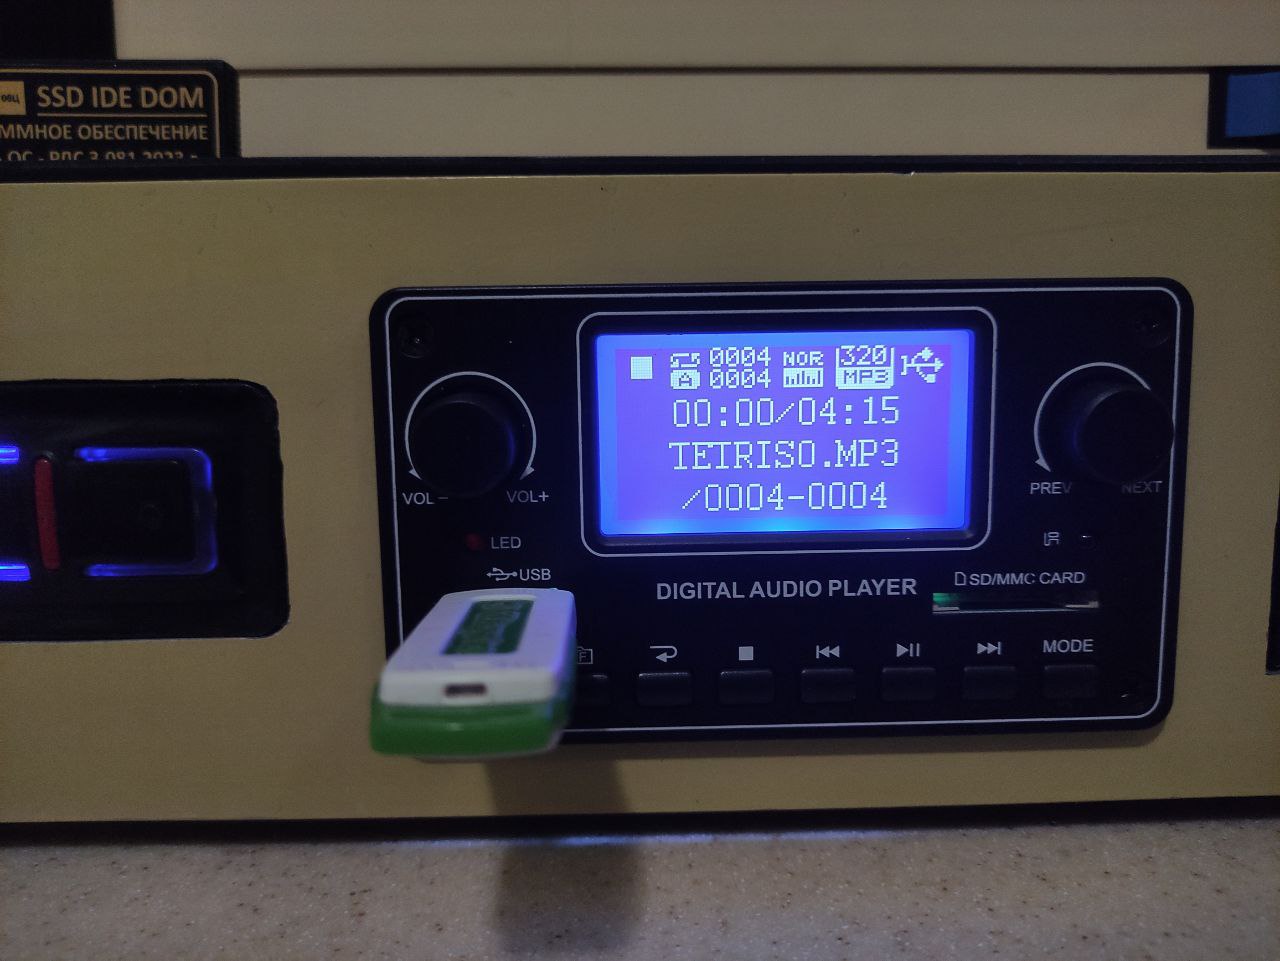 SSD IDE DOM
ММНОЕ ОБЕСПЕЧЕНИЕ
0004 NOR 320
A 0004 MP3
00:00/04:15
TETRISO.MP3
/0004-0004
VOL - VOL+
PREV NEXT
LED
USB
DIGITAL AUDIO PLAYER
SD/MMC CARD
F
MODE